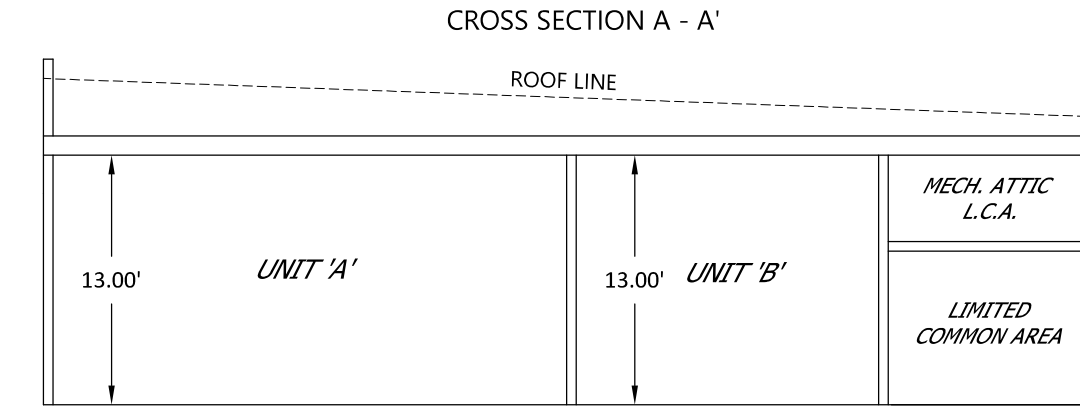 CROSS SECTION A - A'
ROOF LINE
MECH. ATTIC
L.C.A.
13.00'
UNIT 'A'
13.00'
UNIT 'B'
LIMITED
COMMON AREA